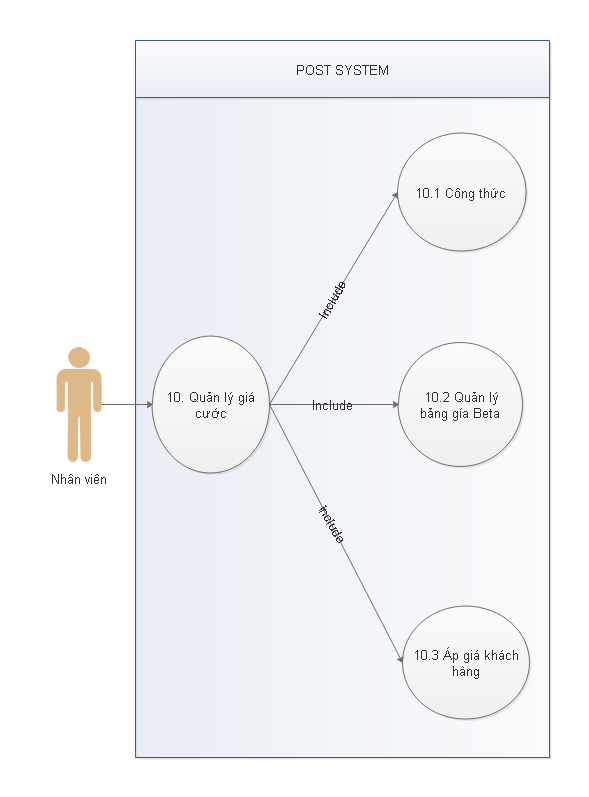 POST SYSTEM
10.1 Công thức
Include
10. Quản lý giá
cước
Include
10.2 Quản lý
bảng gía Beta
Nhân viên
Include
10.3 Áp giá khách
hàng